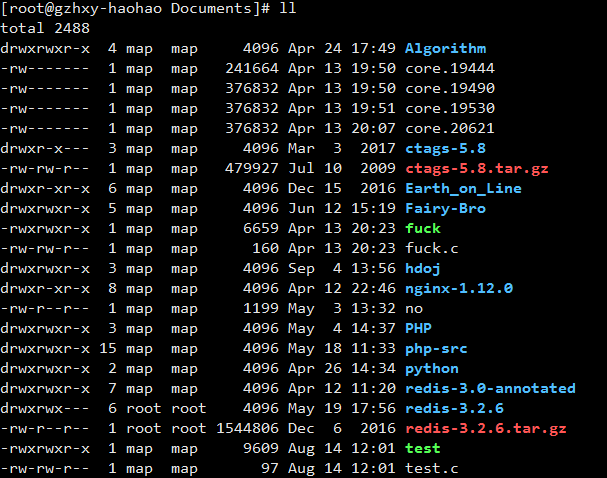 [root@gzhxy-haohao Documents]# ll
total 2488
drwxrwxr-x  4 map  map     4096 Apr 24 17:49 Algorithm
-rw-------  1 map  map   241664 Apr 13 19:50 core.19444
-rw-------  1 map  map   376832 Apr 13 19:50 core.19490
-rw-------  1 map  map   376832 Apr 13 19:51 core.19530
-rw-------  1 map  map   376832 Apr 13 20:07 core.20621
drwxr-x---  3 map  map     4096 Mar  3  2017 ctags-5.8
-rw-rw-r--  1 map  map   479927 Jul 10  2009 ctags-5.8.tar.gz
drwxr-xr-x  6 map  map     4096 Dec 15  2016 Earth_on_Line
drwxrwxr-x  5 map  map     4096 Jun 12 15:19 Fairy-Bro
-rwxrwxr-x  1 map  map     6659 Apr 13 20:23 fuck
-rw-rw-r--  1 map  map      160 Apr 13 20:23 fuck.c
drwxrwxr-x  3 map  map     4096 Sep  4 13:56 hdoj
drwxr-xr-x  8 map  map     4096 Apr 12 22:46 nginx-1.12.0
-rw-r--r--  1 map  map     1199 May  3 13:32 no
drwxrwxr-x  3 map  map     4096 May  4 14:37 PHP
drwxrwxr-x 15 map  map     4096 May 18 11:33 php-src
drwxrwxr-x  2 map  map     4096 Apr 26 14:34 python
drwxrwxr-x  7 map  map     4096 Apr 12 11:20 redis-3.0-annotated
drwxrwx---  6 root root    4096 May 19 17:56 redis-3.2.6
-rw-r--r--  1 root root 1544806 Dec  6  2016 redis-3.2.6.tar.gz
-rwxrwxr-x  1 map  map     9609 Aug 14 12:01 test
-rw-rw-r--  1 map  map       97 Aug 14 12:01 test.c